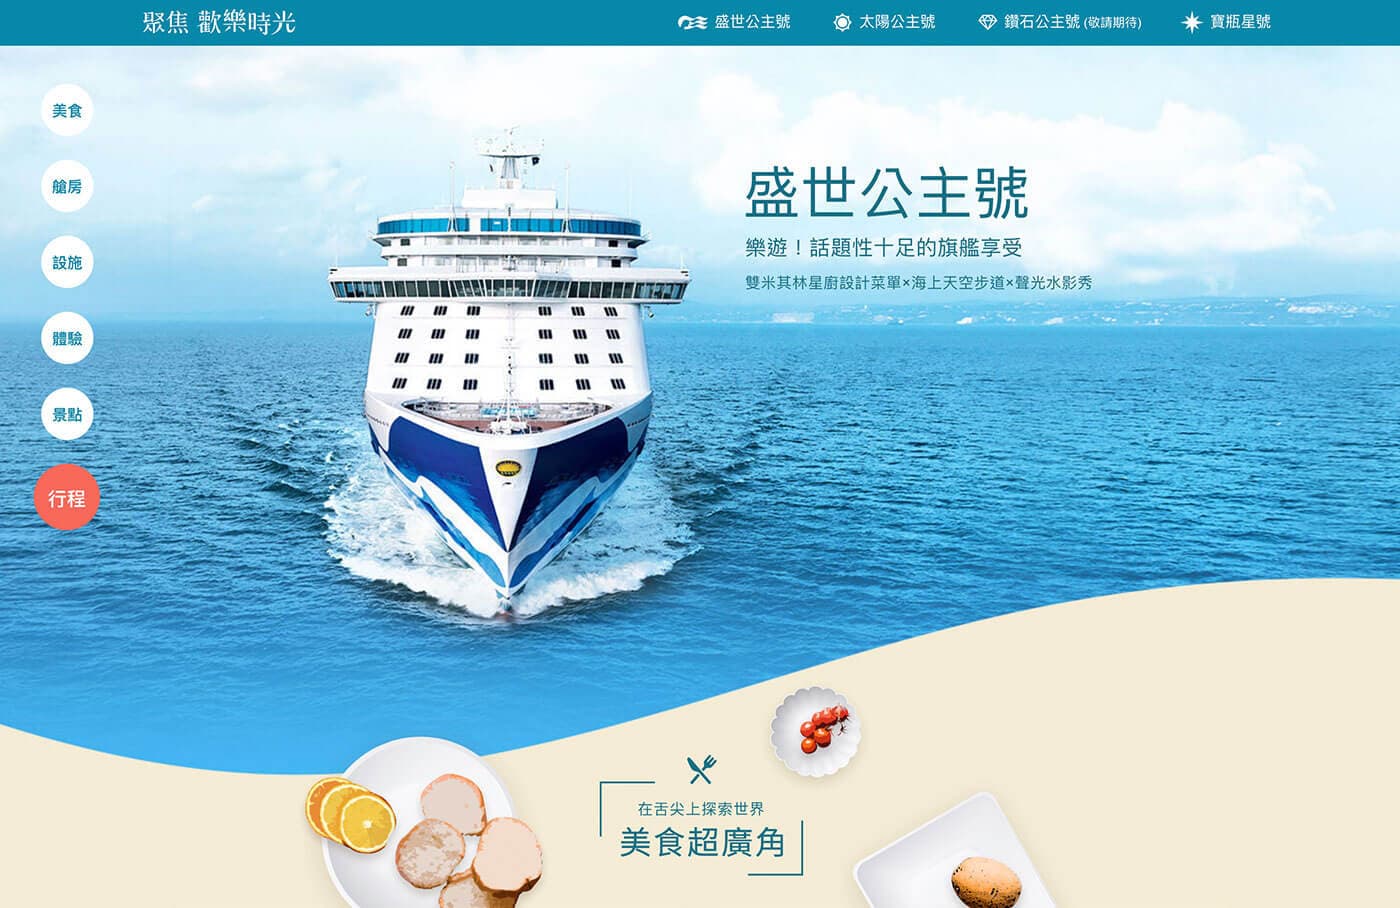 聚焦 歡樂時光
盛世公主號
太陽公主號
鑽石公主號 (敬請期待)
寶瓶星號
美食
艙房
設施
體驗
景點
行程
盛世公主號
樂遊！話題性十足的旗艦享受
雙米其林星廚設計菜單×海上天空步道×聲光水影秀
在舌尖上探索世界
美食超廣角